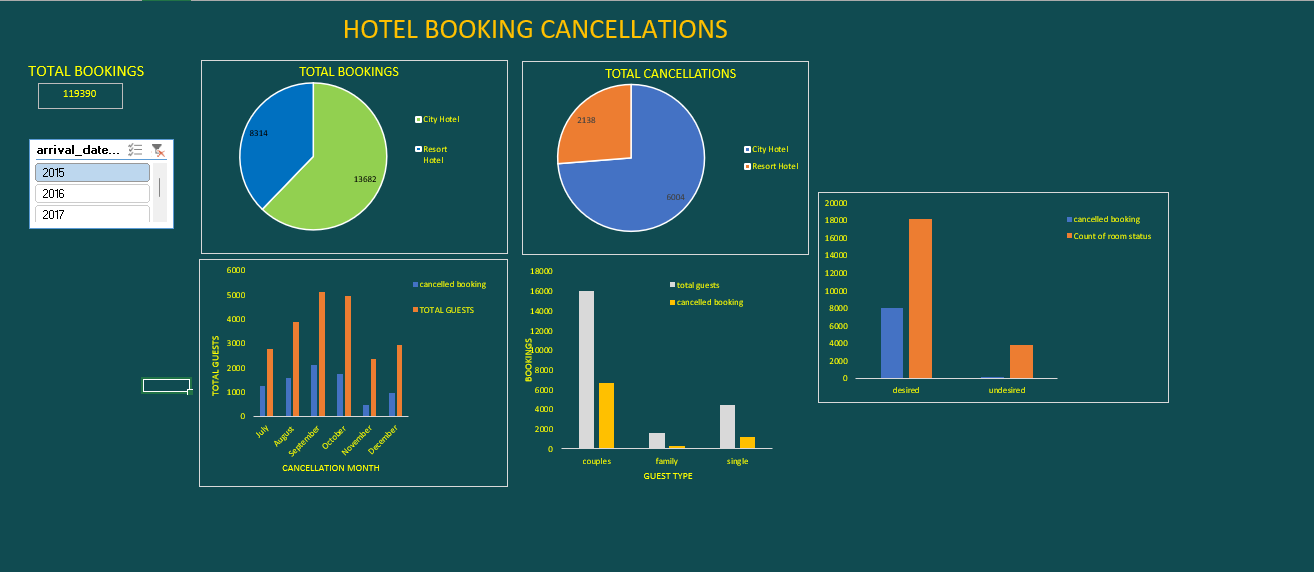 HOTEL BOOKING CANCELLATIONS
TOTAL BOOKINGS
119390
arrival_date...
2015
2016
2017
TOTAL BOOKINGS
8314
13682
City Hotel
Resort
Hotel
TOTAL CANCELLATIONS
2138
6004
City Hotel
Resort Hotel
6000
5000
4000
3000
2000
1000
0
TOTAL GUESTS
July
August
September
October
November
December
CANCELLATION MONTH
cancelled booking
TOTAL GUESTS
18000
16000
14000
12000
10000
8000
6000
4000
2000
0
BOOKINGS
couples
family
single
GUEST TYPE
total guests
cancelled booking
20000
18000
16000
14000
12000
10000
8000
6000
4000
2000
0
desired
undesired
cancelled booking
Count of room status